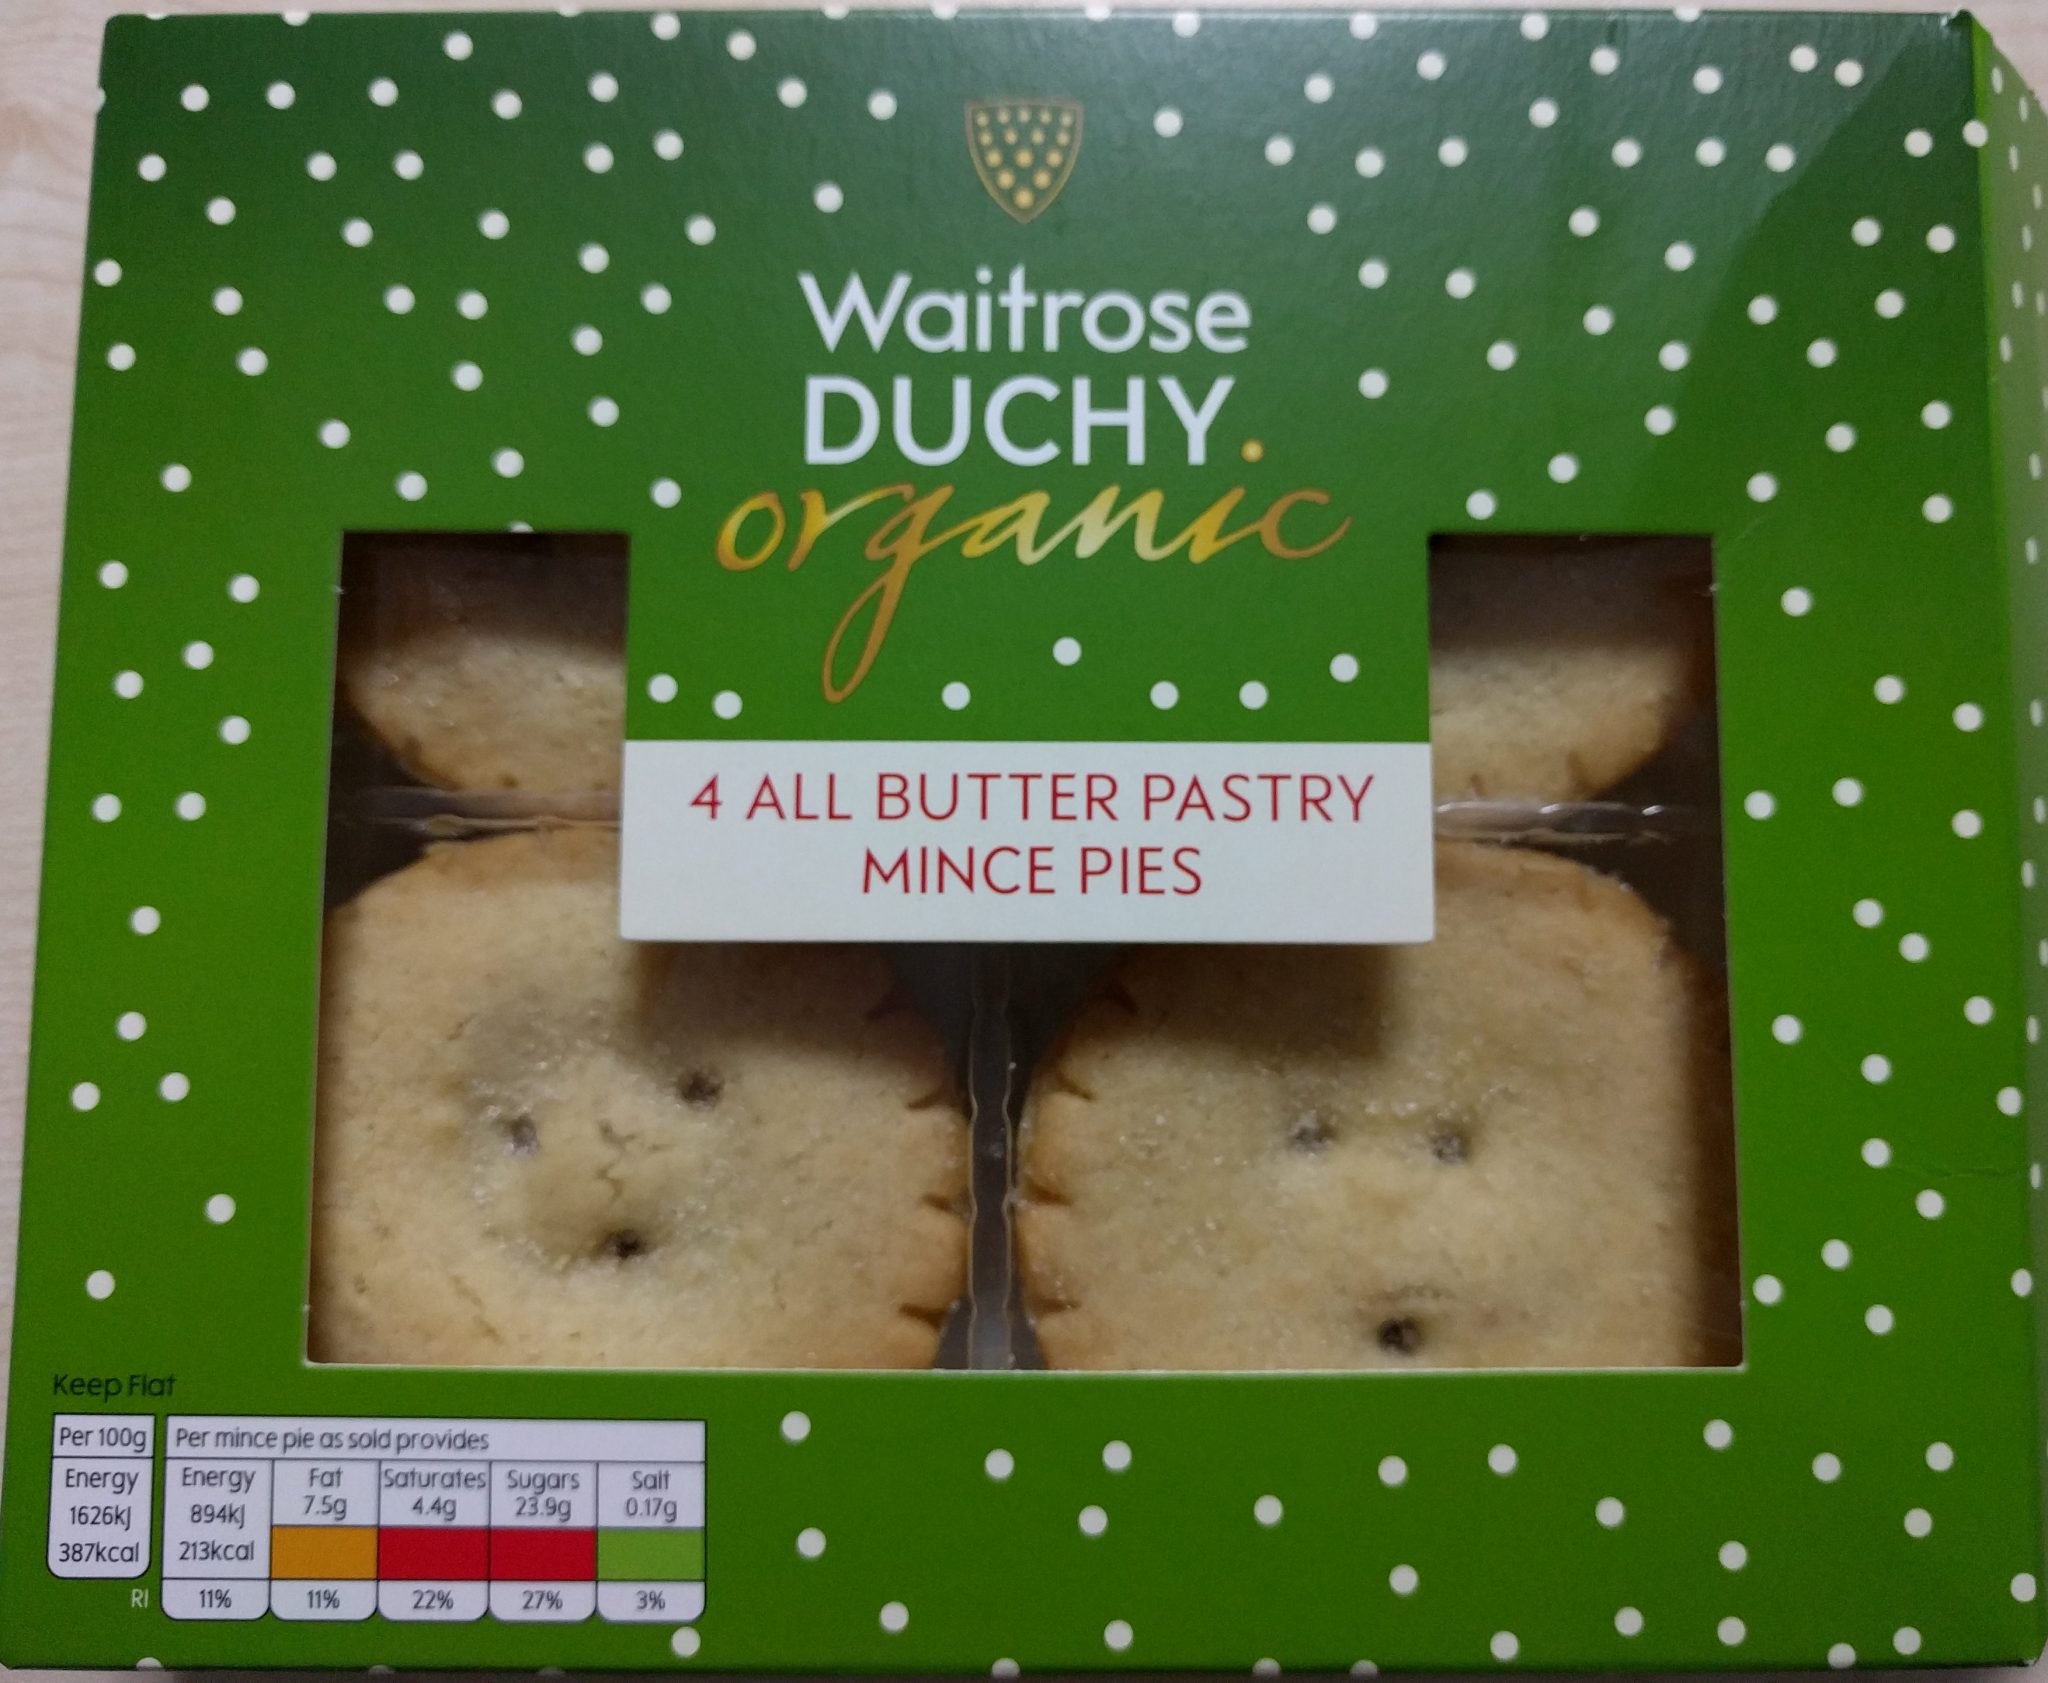 Waitrose
DUCHY.
organic
4 ALL BUTTER PASTRY
MINCE PIES
Keep Flat
Per 100g
Energy
1626kJ
387kcal
Per mince pie as sold provides
Energy Fat Saturates Sugars Salt
894kJ 7.5g 4.4g 23.9g 0.17g
213kcal
RI 11% 11% 22% 27% 3%